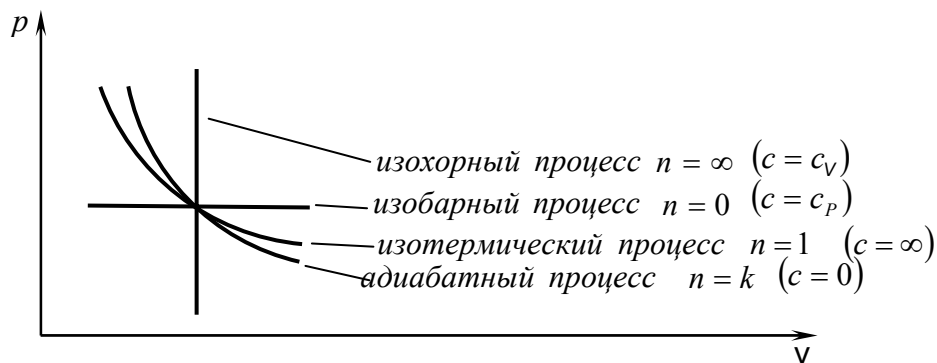 p
изохорный процесс n = ∞ (c = c_V)
изобарный процесс n = 0 (c = c_P)
изотермический процесс n = 1 (c = ∞)
адиабатный процесс n = k (c = 0)
v